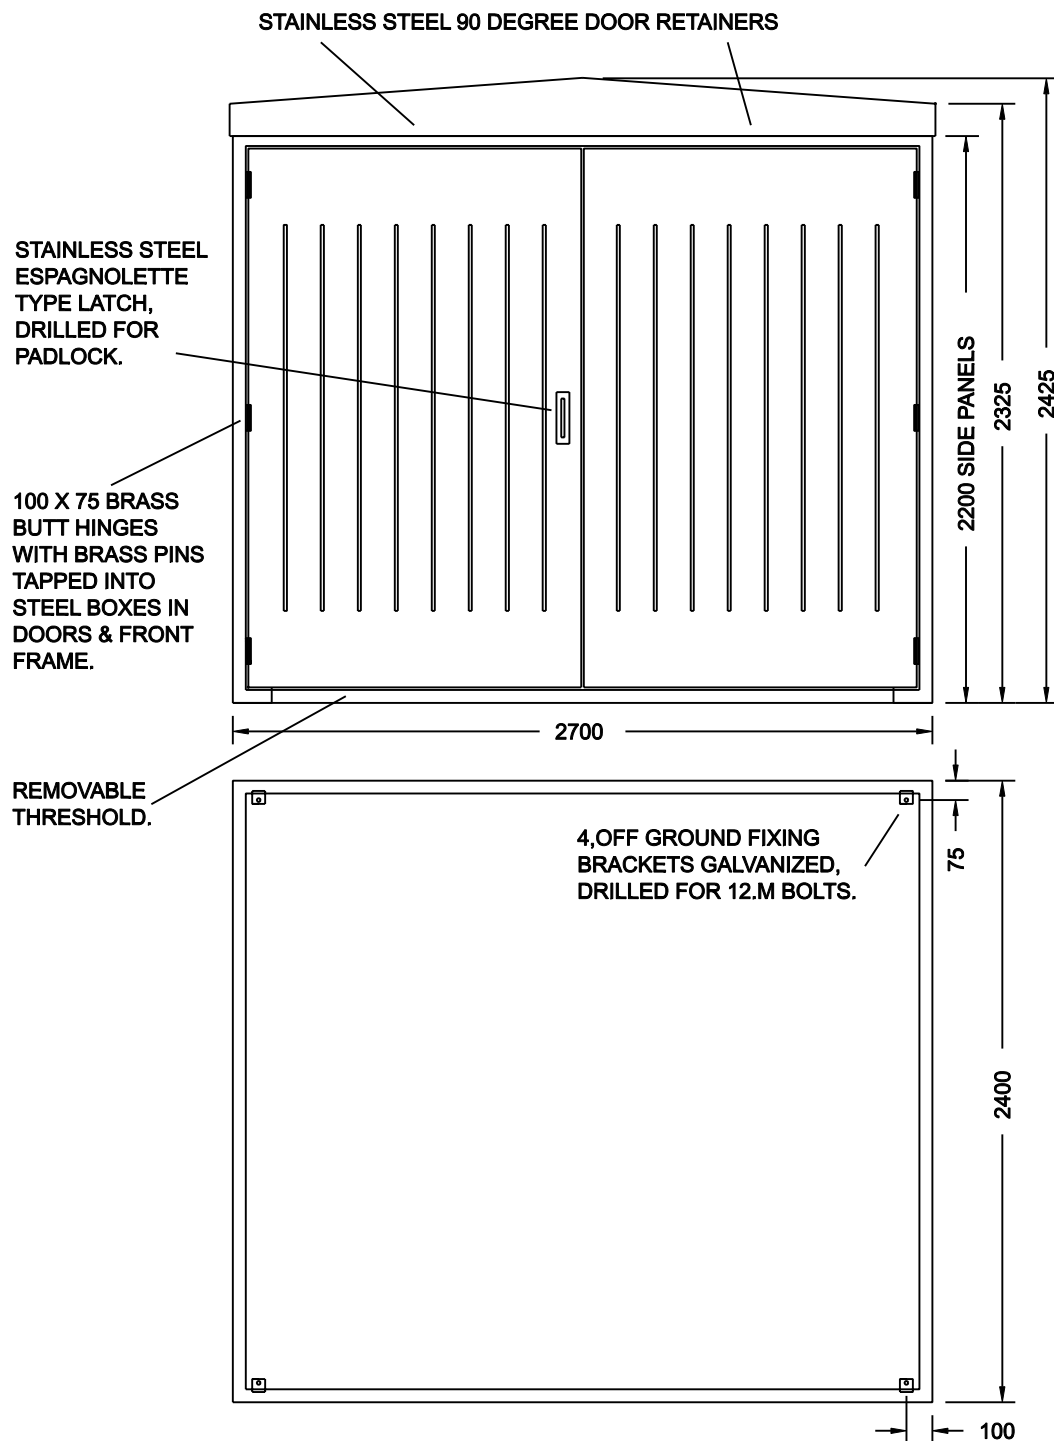 STAINLESS STEEL 90 DEGREE DOOR RETAINERS
STAINLESS STEEL
ESPAGNOLETTE
TYPE LATCH,
DRILLED FOR
PADLOCK.
2200 SIDE PANELS
2325
2425
100 X 75 BRASS
BUTT HINGES
WITH BRASS PINS
TAPPED INTO
STEEL BOXES IN
DOORS & FRONT
FRAME.
2700
REMOVABLE
THRESHOLD.
4,OFF GROUND FIXING
BRACKETS GALVANIZED,
DRILLED FOR 12.M BOLTS.
75
2400
100